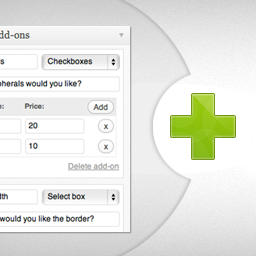 dd-ons
s Checkboxes
pherals would you like?
e: Price: Add
20 x
10 x
Delete add-on
dth Select box
would you like the border?